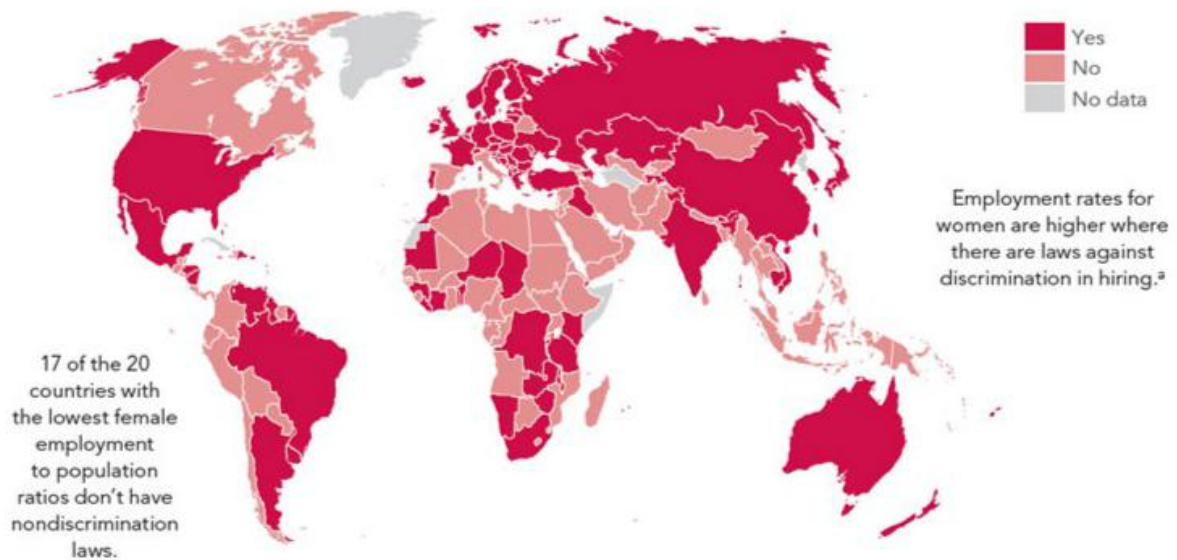 Yes
No
No data
Employment rates for
women are higher where
there are laws against
discrimination in hiring.ª
17 of the 20
countries with
the lowest female
employment
to population
ratios don't have
nondiscrimination
laws.